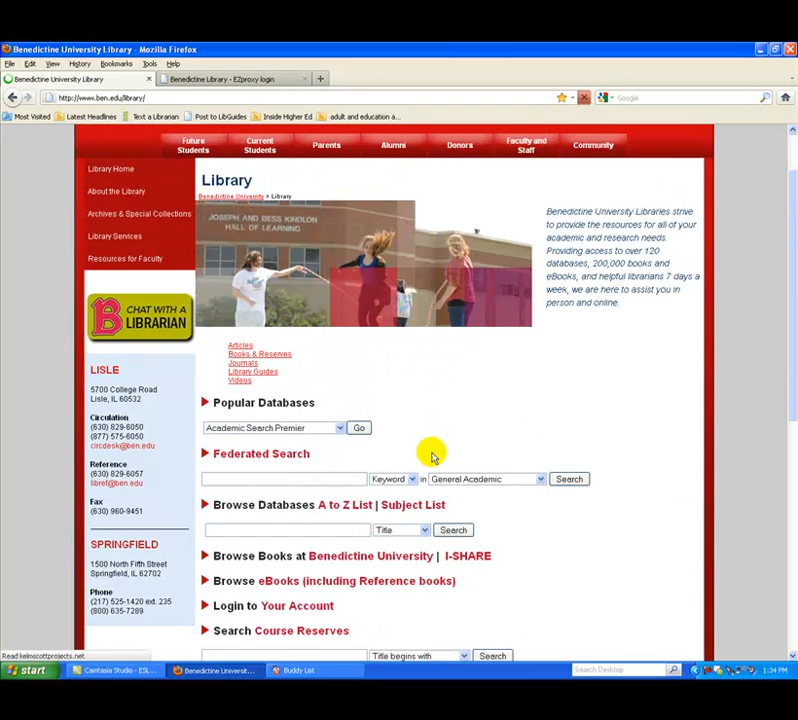 Benedictine University Library - Mozilla Firefox
File Edit View History Bookmarks Tools Help
Benedictine University Library
Benedictine Library - EZproxy login
http://www.ben.edu/library/
Google
Most Visited Latest Headlines Text a Librarian Post to LibGuides Inside Higher Ed adult and education a...
Future Students
Current Students
Parents
Alumni
Donors
Faculty and Staff
Community
Library Home
About the Library
Archives & Special Collections
Library Services
Resources for Faculty
CHAT WITH A
LIBRARIAN
LISLE
5700 College Road
Lisle, IL 60532
Circulation
(630) 829-6050
(877) 575-6050
circdesk@ben.edu
Reference
(630) 829-6057
libref@ben.edu
Fax
(630) 960-9451
SPRINGFIELD
1500 North Fifth Street
Springfield, IL 62702
Phone
(217) 525-1420 ext. 235
(800) 635-7289
Library
Benedictine University > Library
JOSEPH AND BESS KINDLON
HALL OF LEARNING
Benedictine University Libraries strive
to provide the resources for all of your
academic and research needs.
Providing access to over 120
databases, 200,000 books and
eBooks, and helpful librarians 7 days a
week, we are here to assist you in
person and online.
Articles
Books & Reserves
Journals
Library Guides
Videos
Popular Databases
Academic Search Premier Go
Federated Search
Keyword in General Academic Search
Browse Databases A to Z List | Subject List
Title Search
Browse Books at Benedictine University | I-SHARE
Browse eBooks (including Reference books)
Login to Your Account
Search Course Reserves
Title begins with Search
Read kelmscottprojects.net
start Camtasia Studio - ESL... Benedictine Universit... Buddy List Search Desktop 1:34 PM